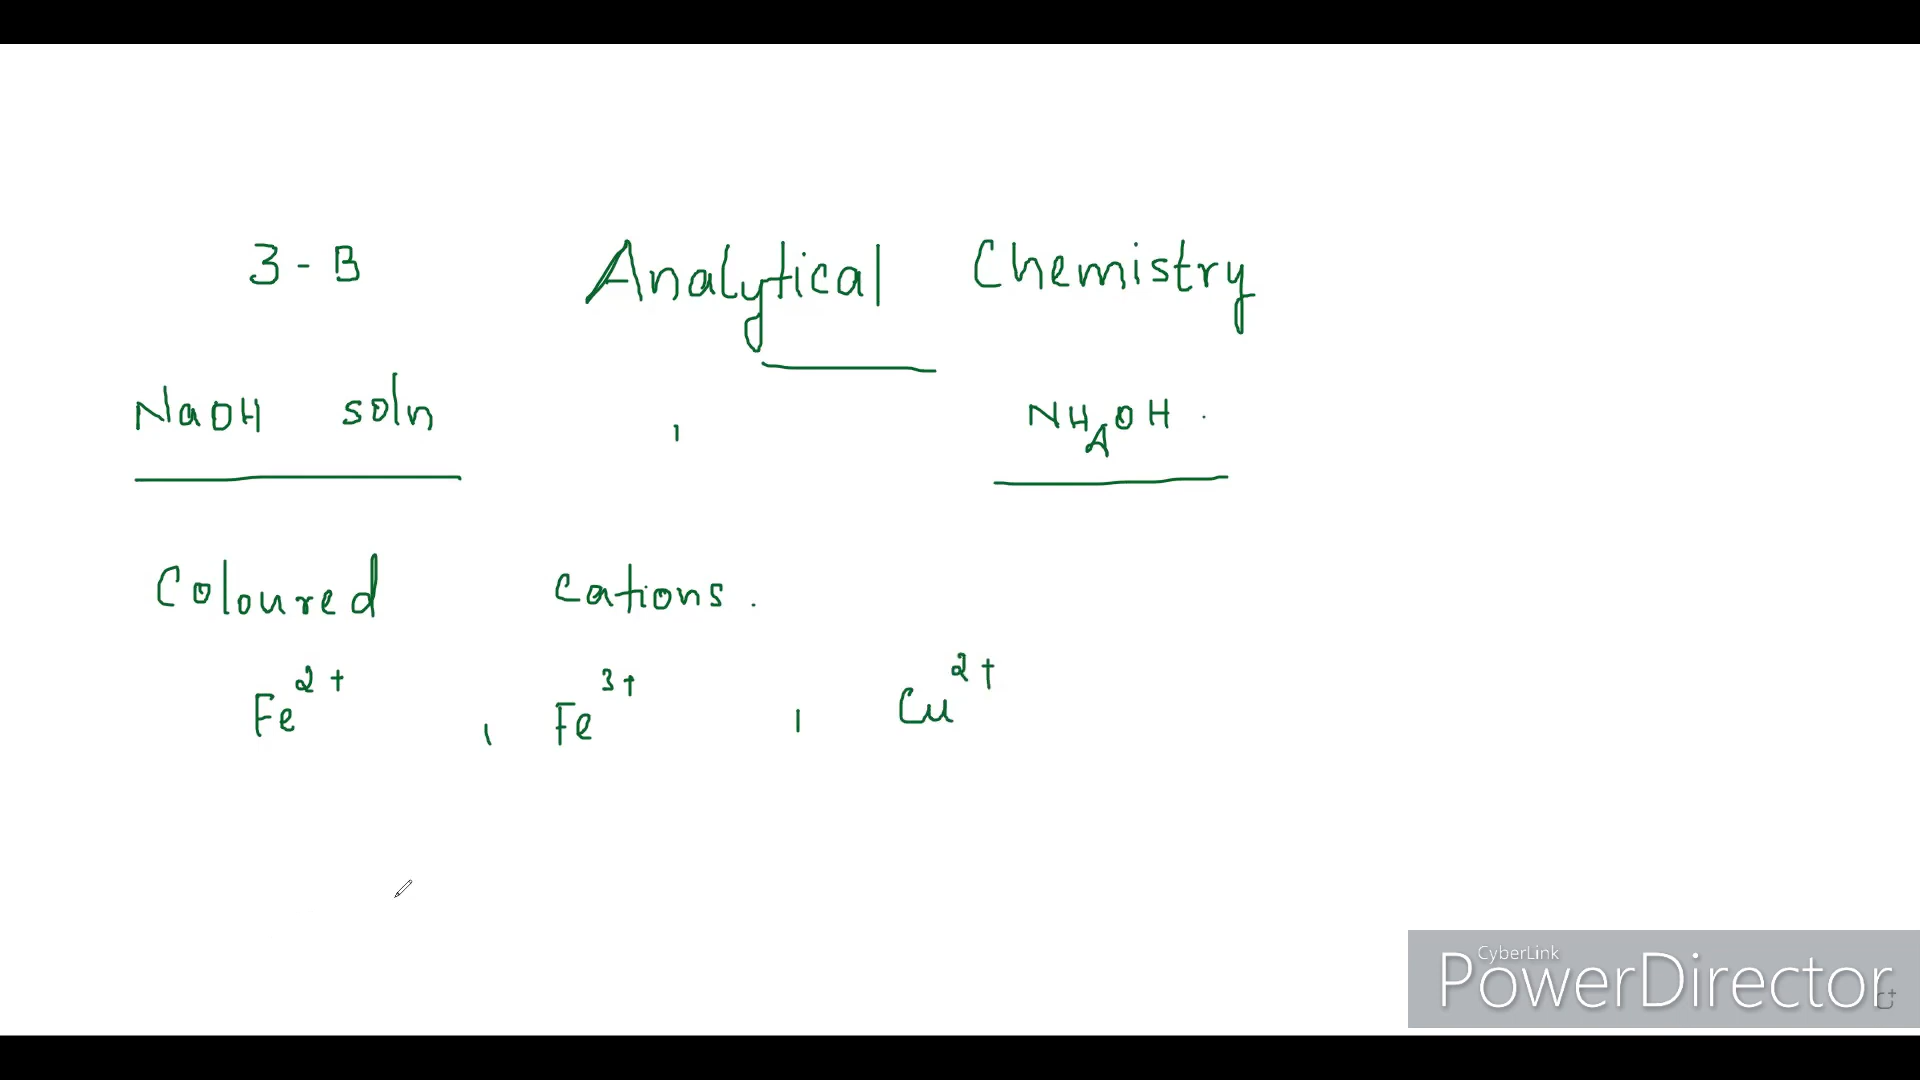 3-B Analytical Chemistry
NaOH soln , NH4OH .
Coloured cations.
Fe²⁺ , Fe³⁺ , Cu²⁺
CyberLink
PowerDirector